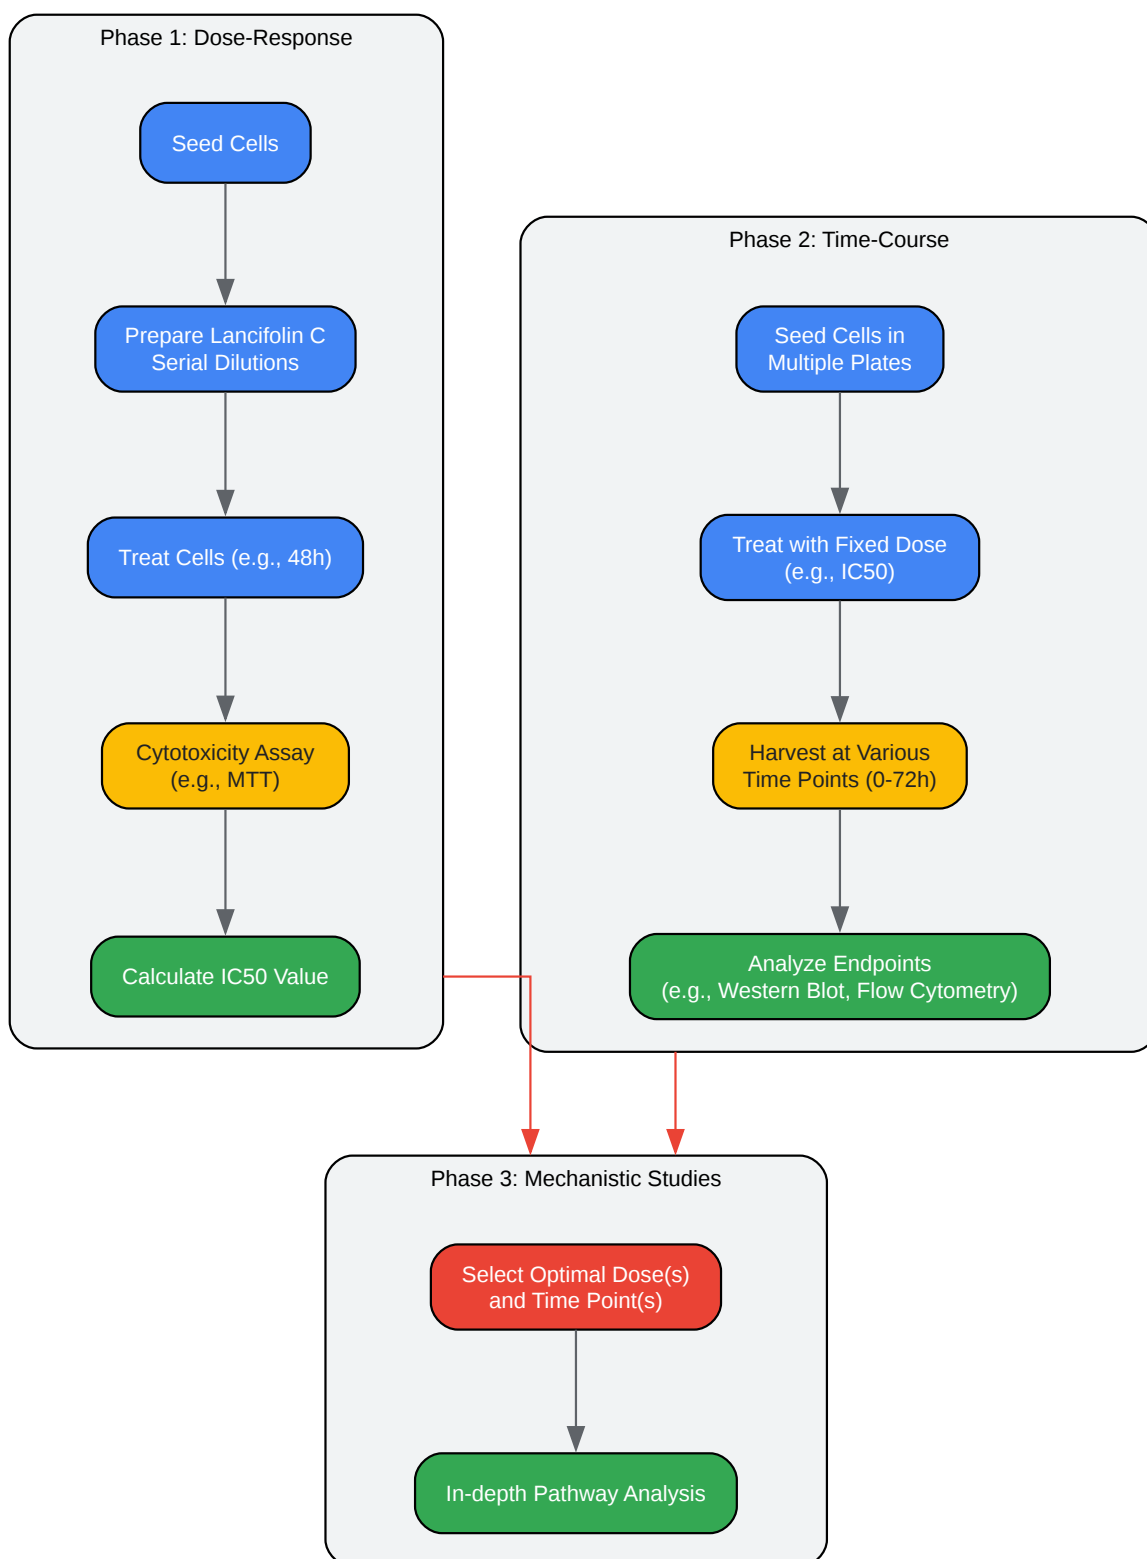 Phase 1: Dose-Response
Seed Cells
Prepare Lancifolin C
Serial Dilutions
Treat Cells (e.g., 48h)
Cytotoxicity Assay
(e.g., MTT)
Calculate IC50 Value
Phase 2: Time-Course
Seed Cells in
Multiple Plates
Treat with Fixed Dose
(e.g., IC50)
Harvest at Various
Time Points (0-72h)
Analyze Endpoints
(e.g., Western Blot, Flow Cytometry)
Phase 3: Mechanistic Studies
Select Optimal Dose(s)
and Time Point(s)
In-depth Pathway Analysis